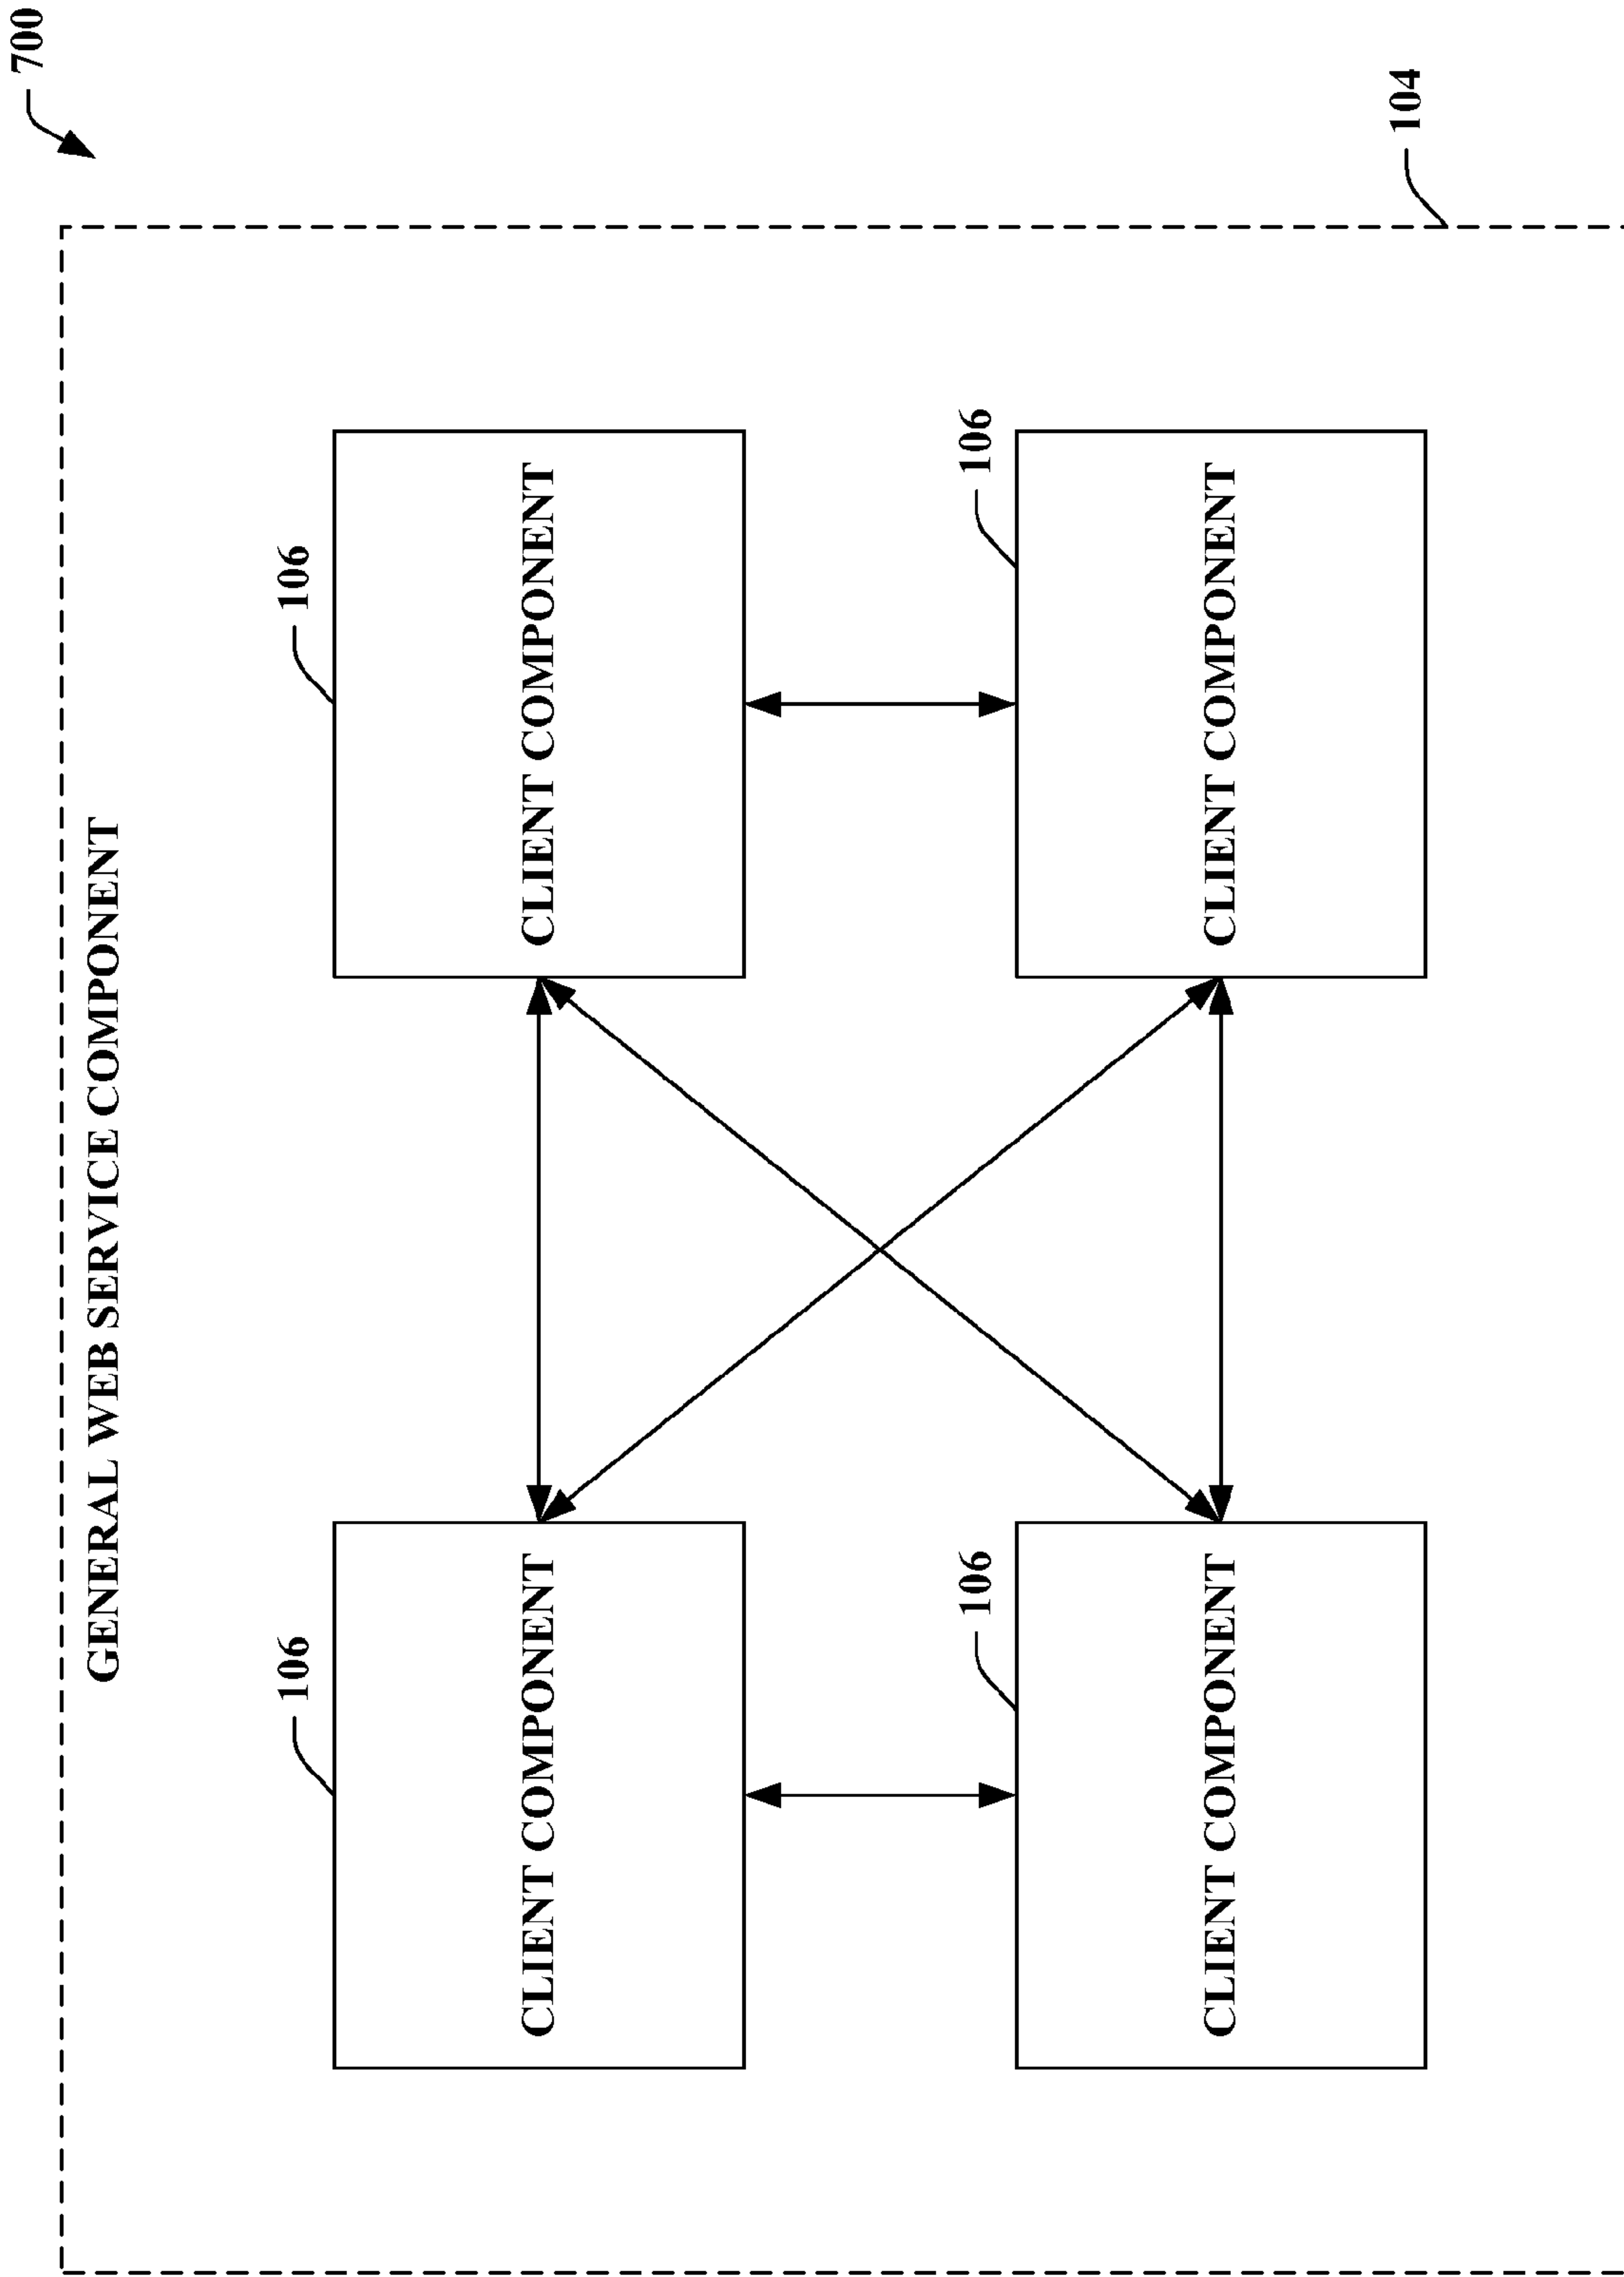 700
GENERAL WEB SERVICE COMPONENT
106
106
CLIENT COMPONENT
CLIENT COMPONENT
106
106
CLIENT COMPONENT
CLIENT COMPONENT
104